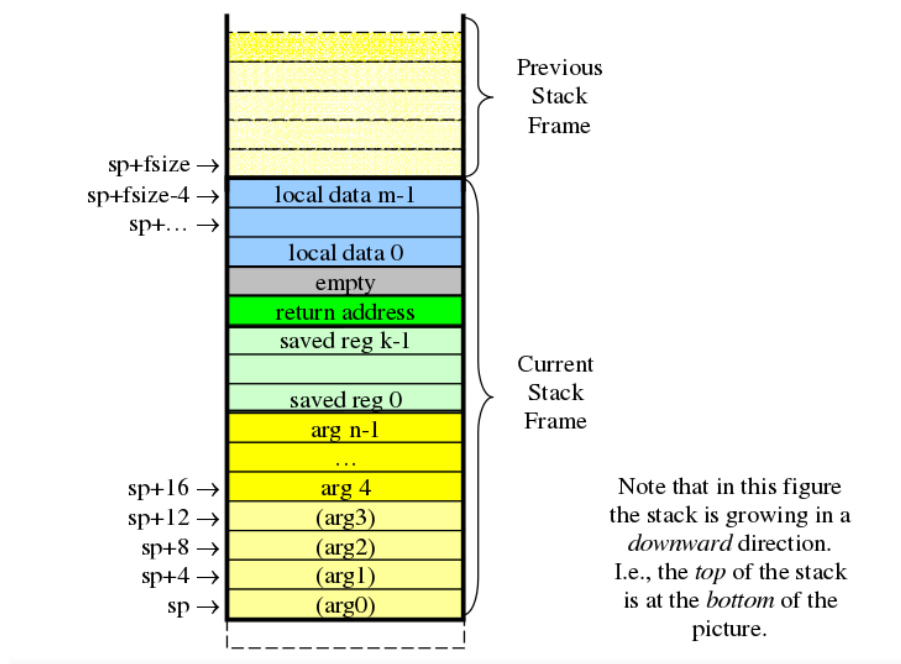 Previous
Stack
Frame
sp+fsize →
sp+fsize-4 → local data m-1
sp+… →
local data 0
empty
return address
saved reg k-1
saved reg 0
Current
Stack
Frame
arg n-1
…
sp+16 → arg 4
sp+12 → (arg3)
sp+8 → (arg2)
sp+4 → (arg1)
sp → (arg0)
Note that in this figure
the stack is growing in a
downward direction.
I.e., the top of the stack
is at the bottom of the
picture.